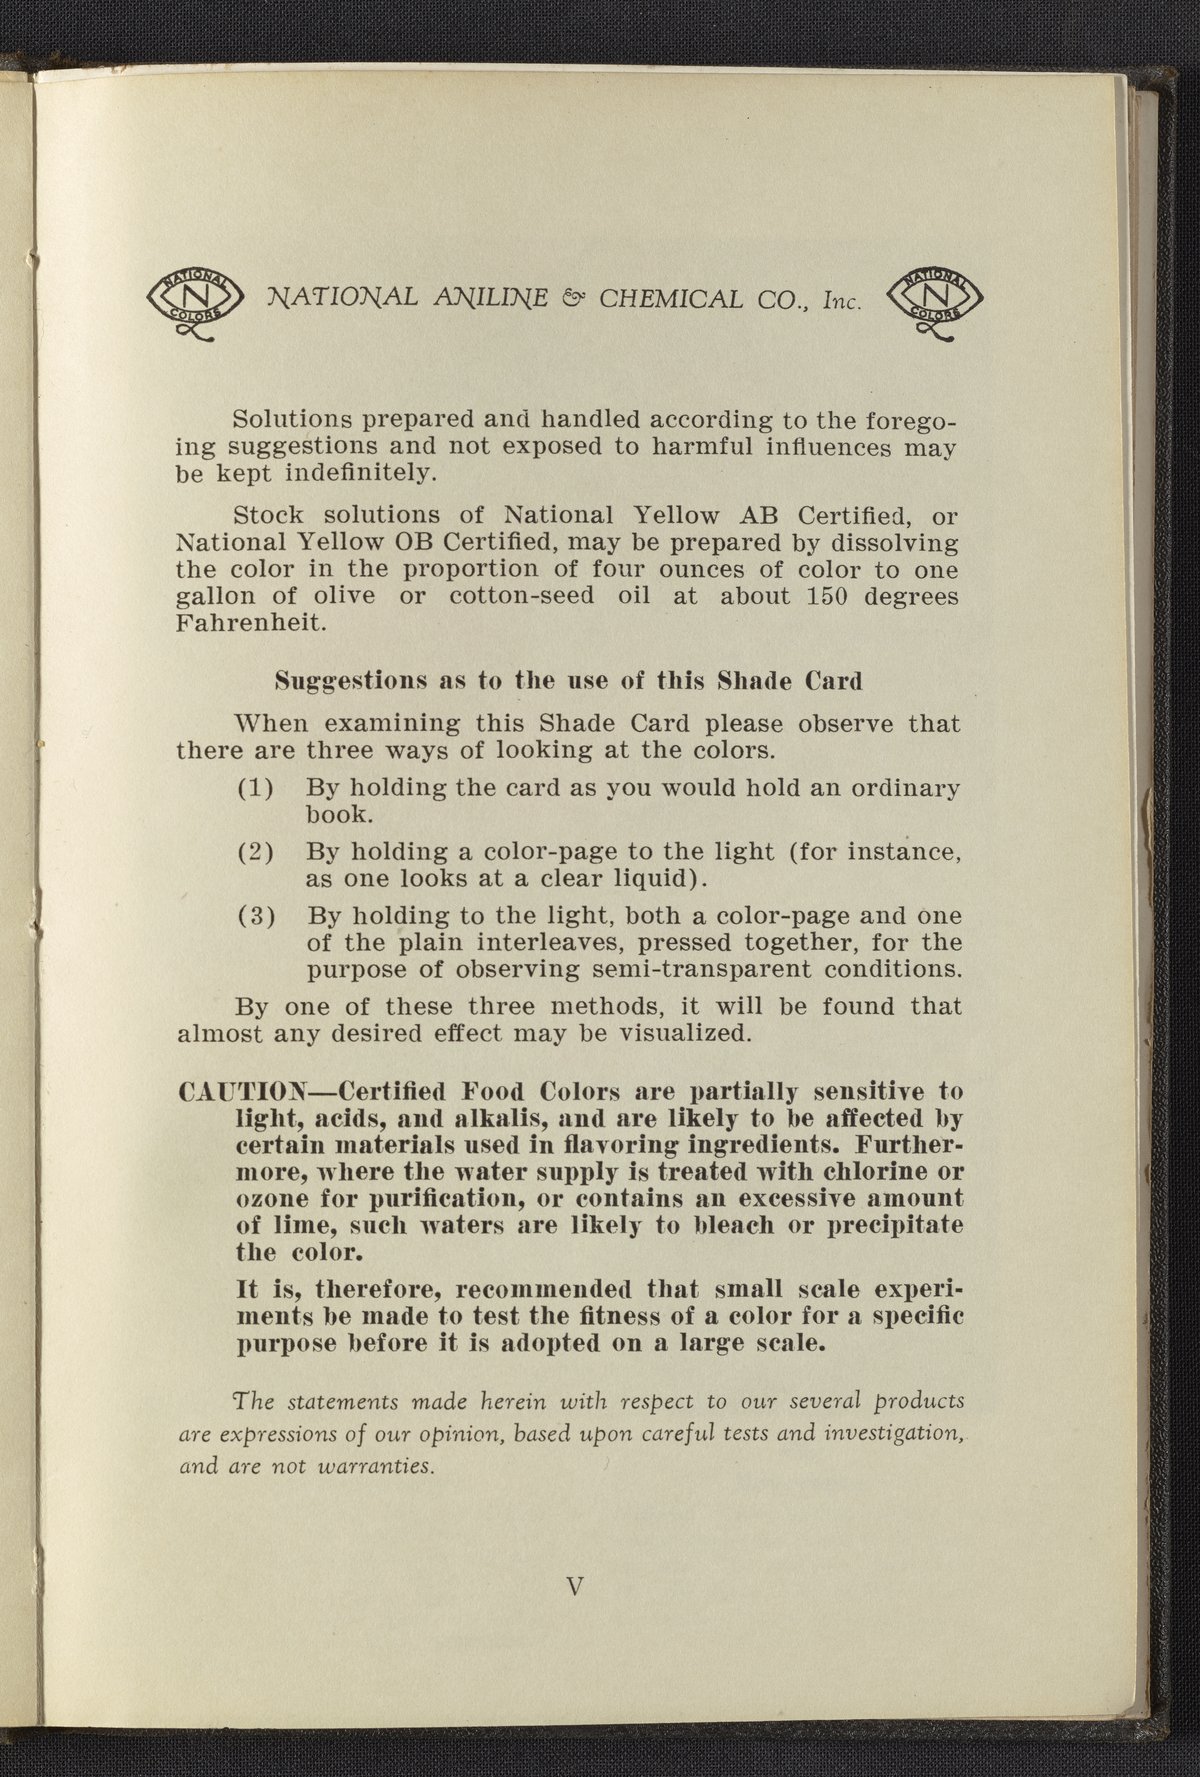 NATIONAL N COLORS
NATIONAL ANILINE & CHEMICAL CO., Inc.
NATIONAL N COLORS
Solutions prepared and handled according to the forego-
ing suggestions and not exposed to harmful influences may
be kept indefinitely.
Stock solutions of National Yellow AB Certified, or
National Yellow OB Certified, may be prepared by dissolving
the color in the proportion of four ounces of color to one
gallon of olive or cotton-seed oil at about 150 degrees
Fahrenheit.
Suggestions as to the use of this Shade Card
When examining this Shade Card please observe that
there are three ways of looking at the colors.
(1) By holding the card as you would hold an ordinary
book.
(2) By holding a color-page to the light (for instance,
as one looks at a clear liquid).
(3) By holding to the light, both a color-page and one
of the plain interleaves, pressed together, for the
purpose of observing semi-transparent conditions.
By one of these three methods, it will be found that
almost any desired effect may be visualized.
CAUTION—Certified Food Colors are partially sensitive to
light, acids, and alkalis, and are likely to be affected by
certain materials used in flavoring ingredients. Further-
more, where the water supply is treated with chlorine or
ozone for purification, or contains an excessive amount
of lime, such waters are likely to bleach or precipitate
the color.
It is, therefore, recommended that small scale experi-
ments be made to test the fitness of a color for a specific
purpose before it is adopted on a large scale.
The statements made herein with respect to our several products
are expressions of our opinion, based upon careful tests and investigation,
and are not warranties.
V